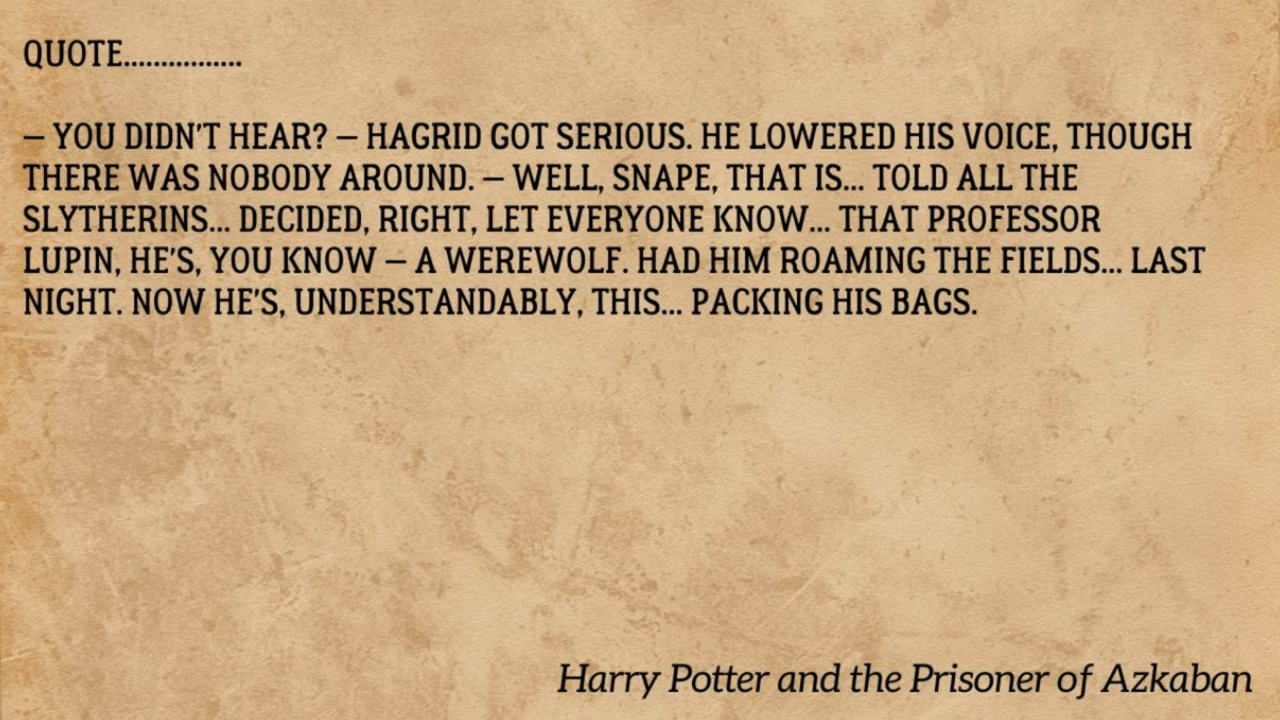 QUOTE................
– YOU DIDN'T HEAR? – HAGRID GOT SERIOUS. HE LOWERED HIS VOICE, THOUGH
THERE WAS NOBODY AROUND. – WELL, SNAPE, THAT IS... TOLD ALL THE
SLYTHERINS... DECIDED, RIGHT, LET EVERYONE KNOW... THAT PROFESSOR
LUPIN, HE'S, YOU KNOW – A WEREWOLF. HAD HIM ROAMING THE FIELDS... LAST
NIGHT. NOW HE'S, UNDERSTANDABLY, THIS... PACKING HIS BAGS.
Harry Potter and the Prisoner of Azkaban